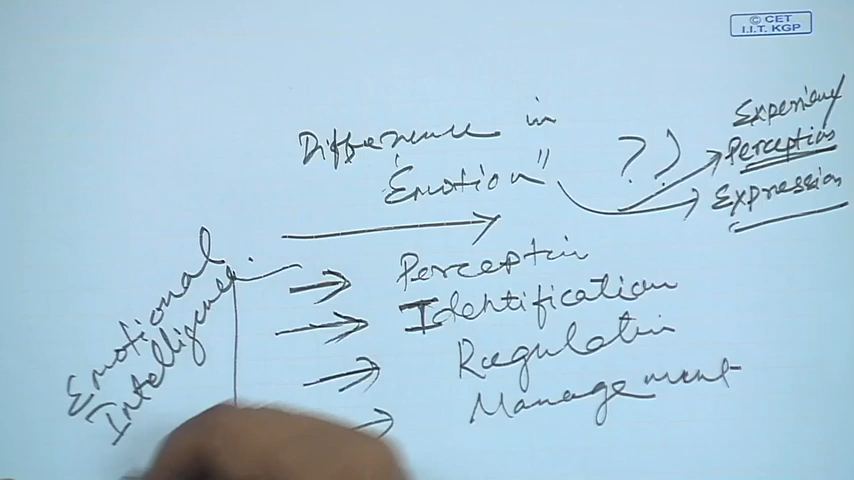 © CET
I.I.T. KGP
Difference in
"Emotion"
? )
Experience/
Perception
Expression
Emotional
Intelligence
Perception
Identification
Regulation
Management